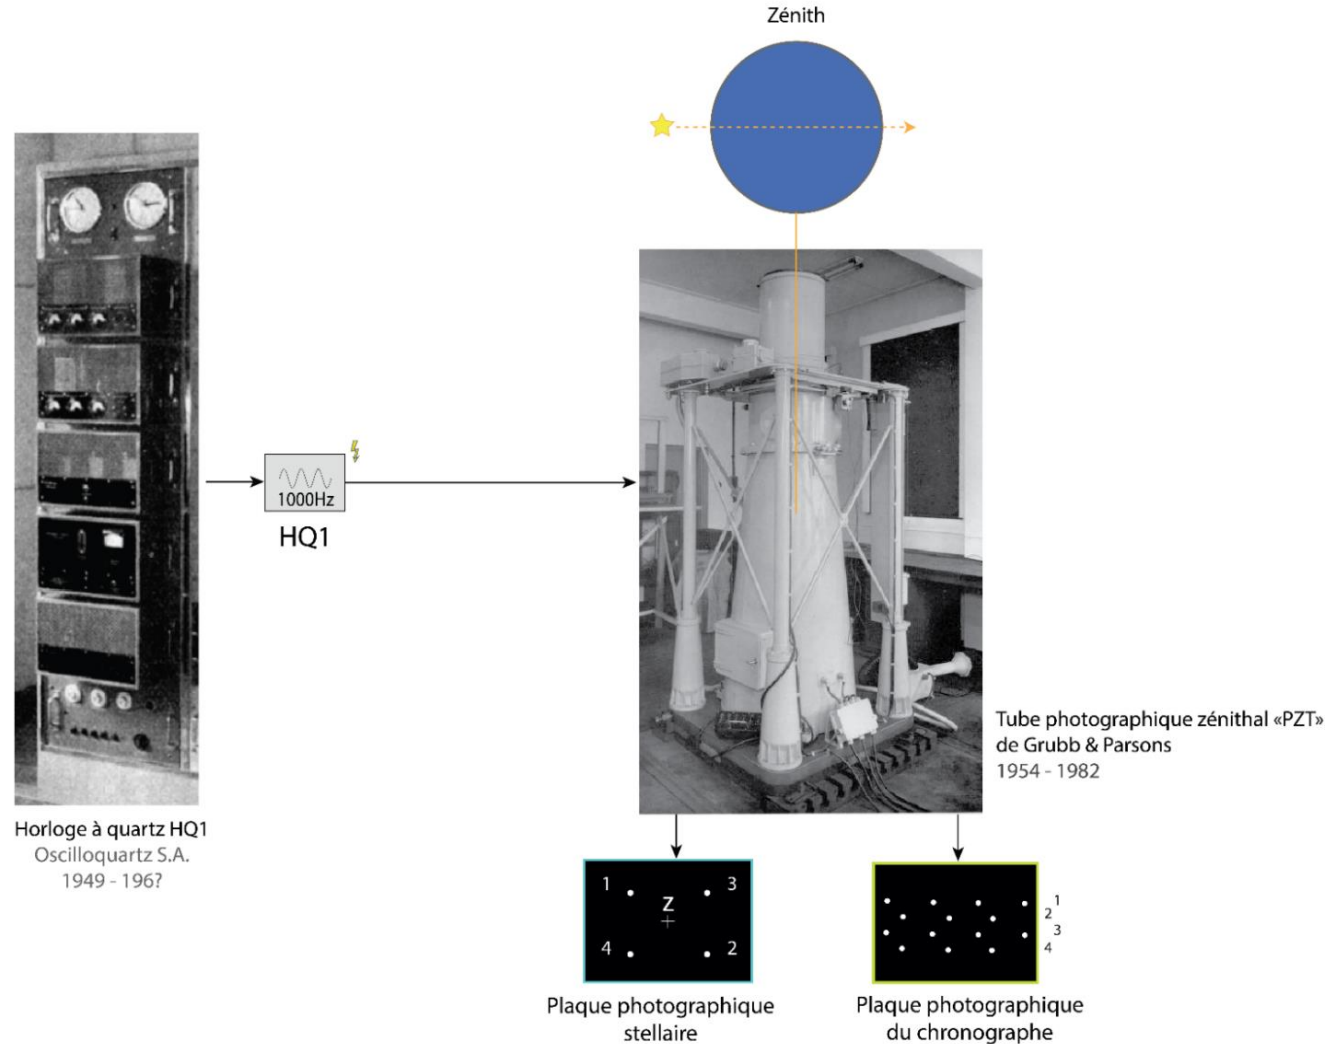 Zénith
1000Hz
HQ1
Tube photographique zénithal «PZT»
de Grubb & Parsons
1954 - 1982
Horloge à quartz HQ1
Oscilloquartz S.A.
1949 - 196?
1
3
Z
4
2
Plaque photographique
stellaire
1
2
3
4
Plaque photographique
du chronographe